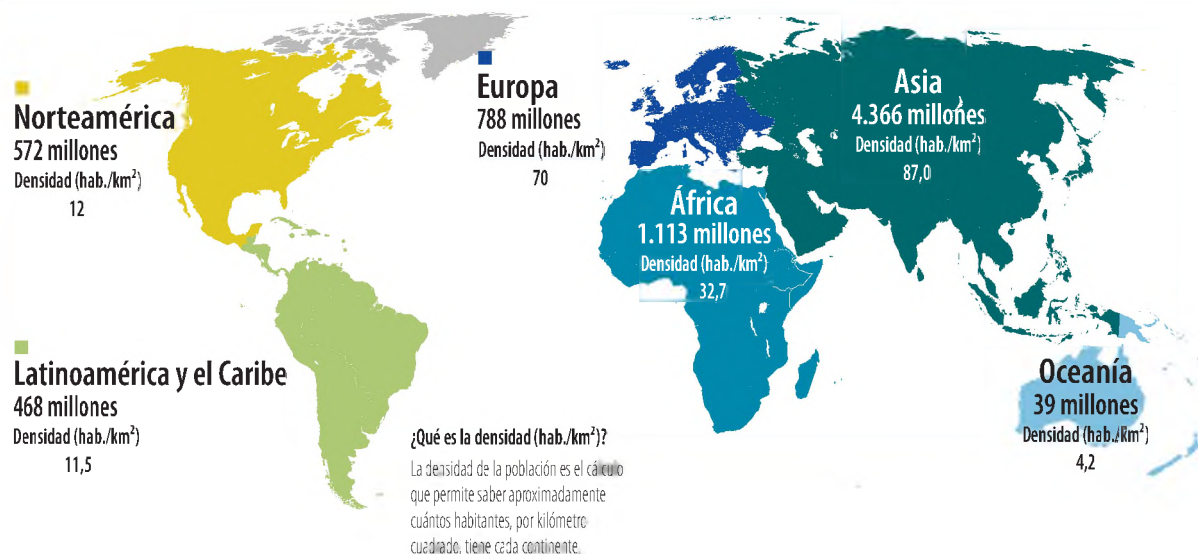 Norteamérica
572 millones
Densidad (hab./km²)
12
Europa
788 millones
Densidad (hab./km²)
70
Asia
4.366 millones
Densidad (hab./km²)
87,0
África
1.113 millones
Densidad (hab./km²)
32,7
Latinoamérica y el Caribe
468 millones
Densidad (hab./km²)
11,5
Oceanía
39 millones
Densidad (hab./km²)
4,2
¿Qué es la densidad (hab./km²)?
La densidad de la población es el cálculo
que permite saber aproximadamente
cuántos habitantes, por kilómetro
cuadrado, tiene cada continente.